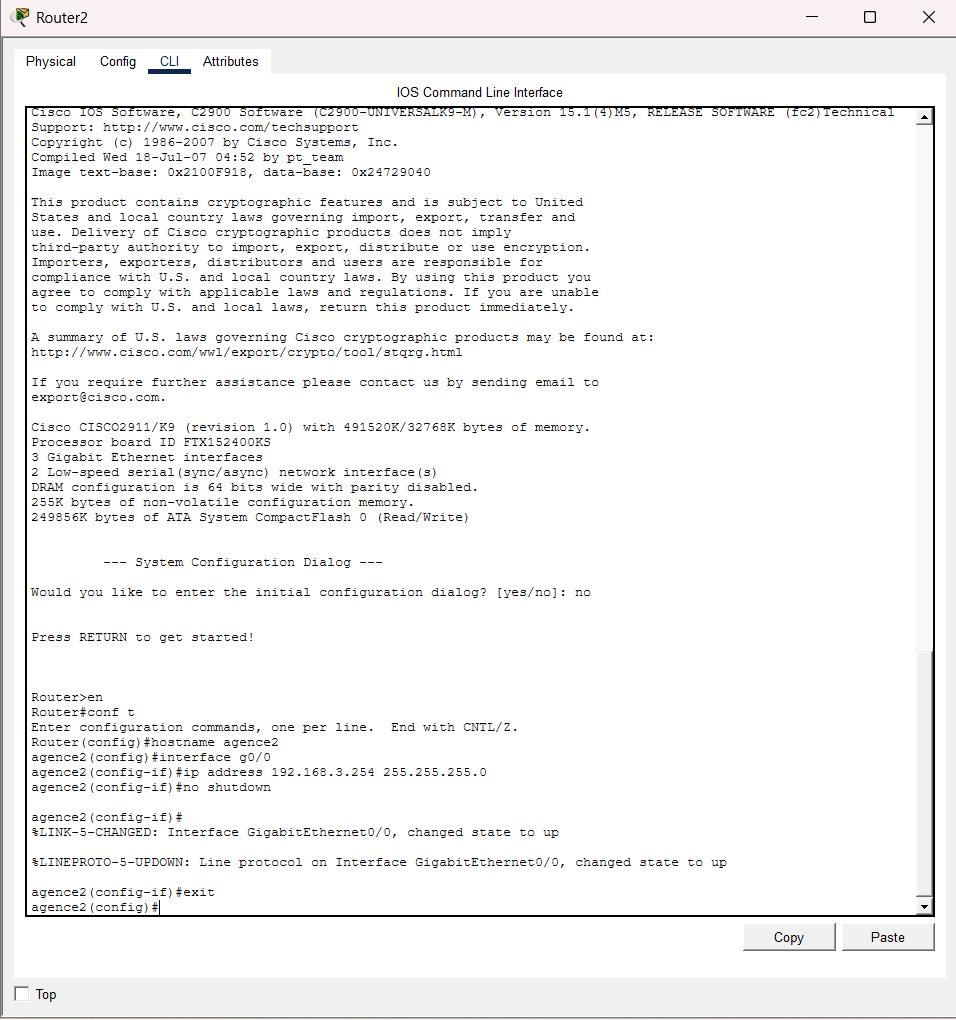 Router2
Physical Config CLI Attributes
IOS Command Line Interface
Cisco IOS Software, C2900 Software (C2900-UNIVERSALK9-M), Version 15.1(4)M5, RELEASE SOFTWARE (fc2)Technical
Support: http://www.cisco.com/techsupport
Copyright (c) 1986-2007 by Cisco Systems, Inc.
Compiled Wed 18-Jul-07 04:52 by pt_team
Image text-base: 0x2100F918, data-base: 0x24729040
This product contains cryptographic features and is subject to United
States and local country laws governing import, export, transfer and
use. Delivery of Cisco cryptographic products does not imply
third-party authority to import, export, distribute or use encryption.
Importers, exporters, distributors and users are responsible for
compliance with U.S. and local country laws. By using this product you
agree to comply with applicable laws and regulations. If you are unable
to comply with U.S. and local laws, return this product immediately.
A summary of U.S. laws governing Cisco cryptographic products may be found at:
http://www.cisco.com/wwl/export/crypto/tool/stqrg.html
If you require further assistance please contact us by sending email to
export@cisco.com.
Cisco CISCO2911/K9 (revision 1.0) with 491520K/32768K bytes of memory.
Processor board ID FTX152400KS
3 Gigabit Ethernet interfaces
2 Low-speed serial(sync/async) network interface(s)
DRAM configuration is 64 bits wide with parity disabled.
255K bytes of non-volatile configuration memory.
249856K bytes of ATA System CompactFlash 0 (Read/Write)
--- System Configuration Dialog ---
Would you like to enter the initial configuration dialog? [yes/no]: no
Press RETURN to get started!
Router>en
Router#conf t
Enter configuration commands, one per line.  End with CNTL/Z.
Router(config)#hostname agence2
agence2(config)#interface g0/0
agence2(config-if)#ip address 192.168.3.254 255.255.255.0
agence2(config-if)#no shutdown
agence2(config-if)#
%LINK-5-CHANGED: Interface GigabitEthernet0/0, changed state to up
%LINEPROTO-5-UPDOWN: Line protocol on Interface GigabitEthernet0/0, changed state to up
agence2(config-if)#exit
agence2(config)#
Copy Paste
Top